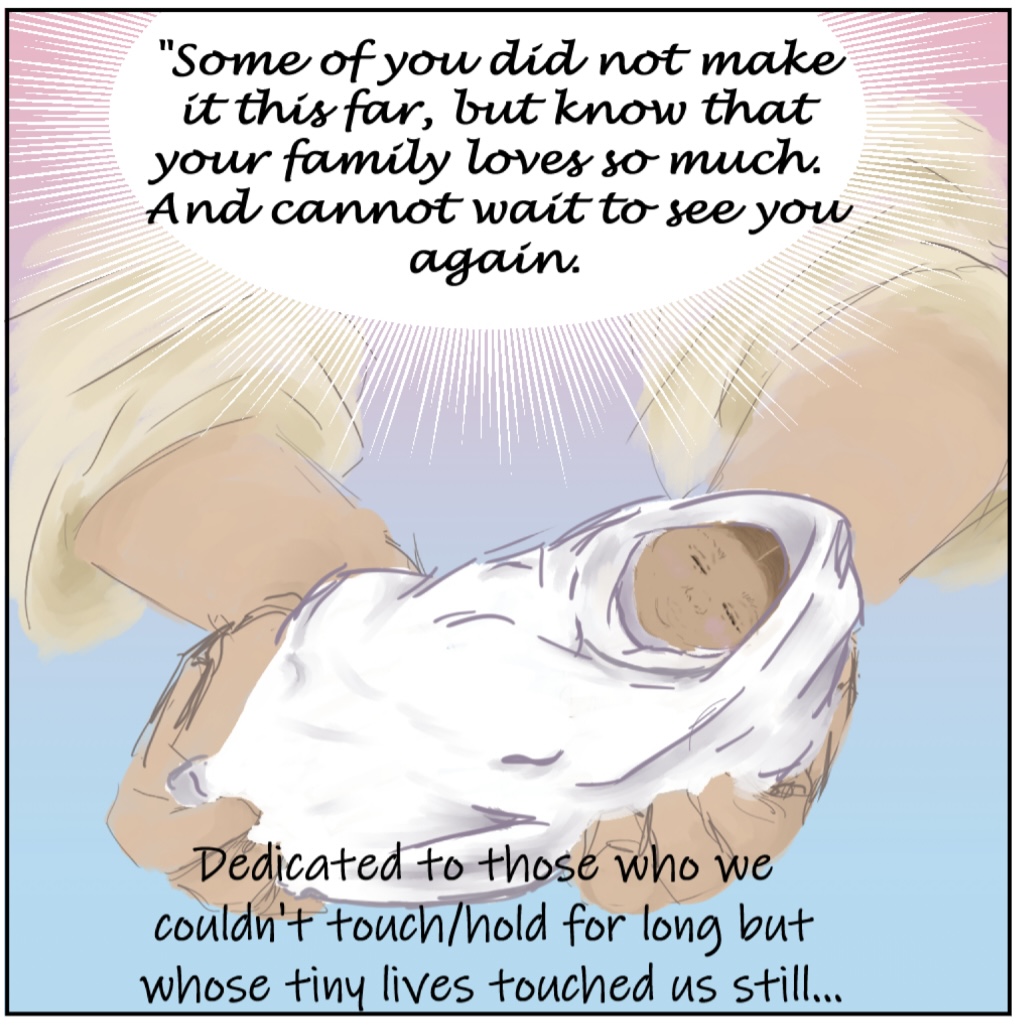 "Some of you did not make
it this far, but know that
your family loves so much.
And cannot wait to see you
again.
Dedicated to those who we
couldn't touch/hold for long but
whose tiny lives touched us still...